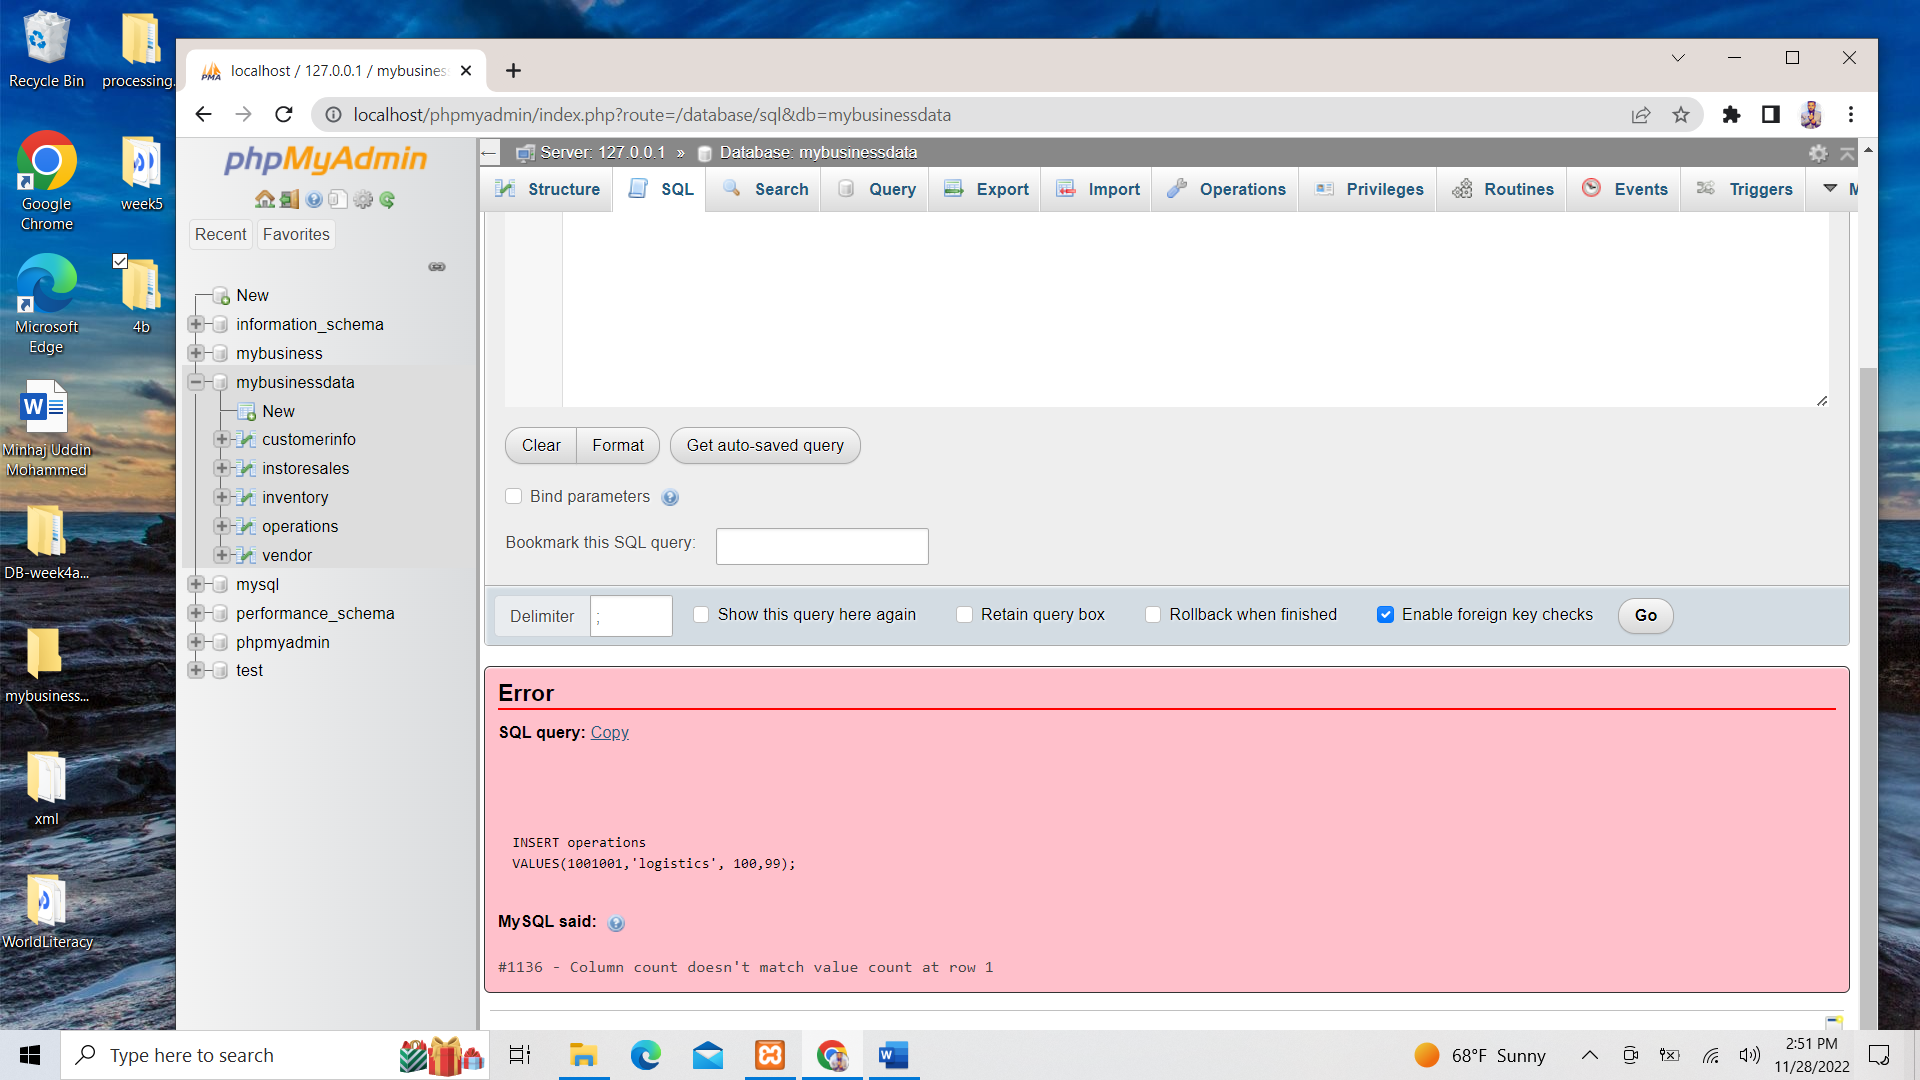 Recycle Bin
processing.
Google
Chrome
week5
Microsoft
Edge
4b
Minhaj Uddin
Mohammed
DB-week4a...
mybusiness...
xml
WorldLiteracy
PMA
localhost / 127.0.0.1 / mybusines
localhost/phpmyadmin/index.php?route=/database/sql&db=mybusinessdata
phpMyAdmin
Recent
Favorites
New
information_schema
mybusiness
mybusinessdata
New
customerinfo
instoresales
inventory
operations
vendor
mysql
performance_schema
phpmyadmin
test
Server: 127.0.0.1 » Database: mybusinessdata
Structure
SQL
Search
Query
Export
Import
Operations
Privileges
Routines
Events
Triggers
M
Clear
Format
Get auto-saved query
Bind parameters
Bookmark this SQL query:
Delimiter
;
Show this query here again
Retain query box
Rollback when finished
Enable foreign key checks
Go
Error
SQL query: Copy
INSERT operations
VALUES(1001001,'logistics', 100,99);
MySQL said:
#1136 - Column count doesn't match value count at row 1
Type here to search
68°F Sunny
2:51 PM
11/28/2022